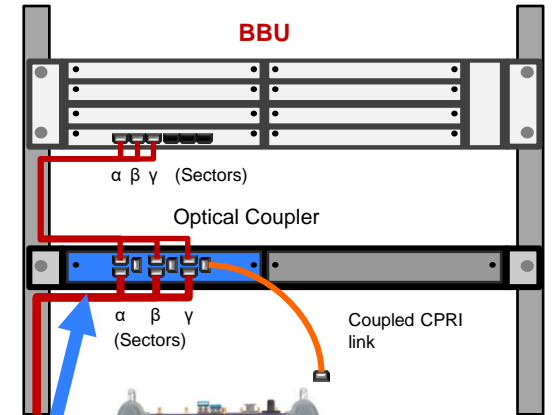 BBU
α β γ (Sectors)
Optical Coupler
α β γ
(Sectors)
Coupled CPRI
link